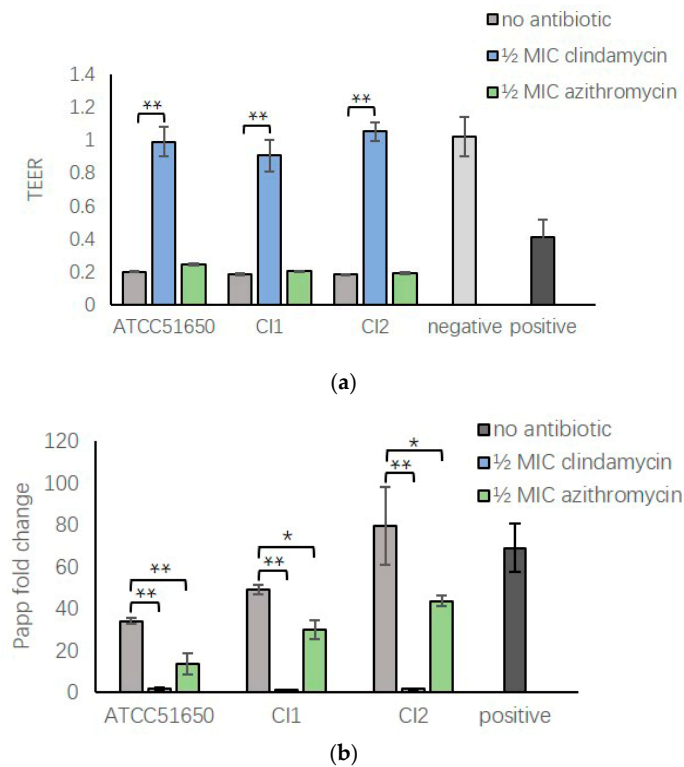 no antibiotic
½ MIC clindamycin
½ MIC azithromycin
1.4
1.2
1
0.8
0.6
0.4
0.2
0
TEER
** ** **
ATCC51650 CI1 CI2 negative positive
(a)
no antibiotic
½ MIC clindamycin
½ MIC azithromycin
120
100
80
60
40
20
0
Papp fold change
** ** * ** * **
ATCC51650 CI1 CI2 positive
(b)